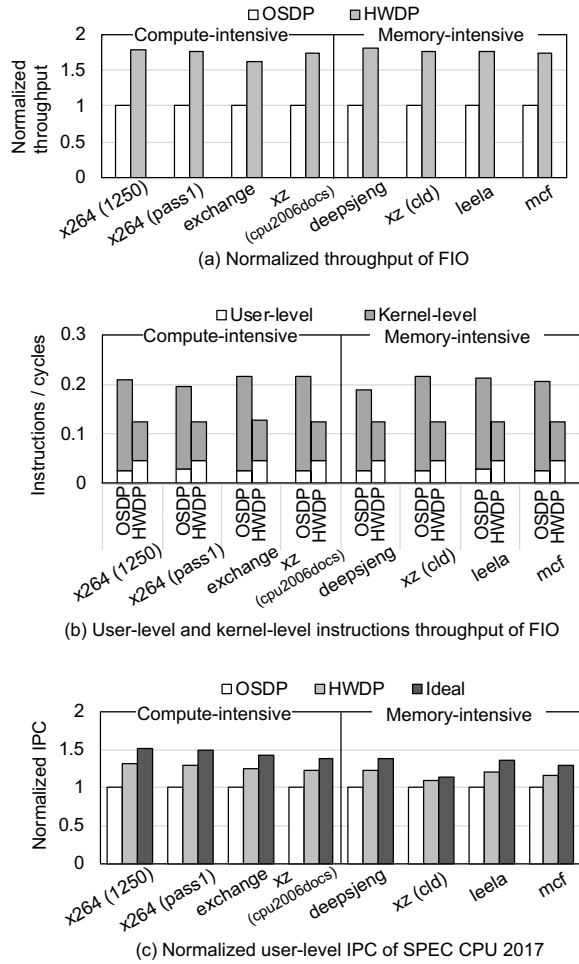 OSDP HWDP
Compute-intensive Memory-intensive
Normalized
throughput
2
1.5
1
0.5
0
x264 (1250)
x264 (pass1)
exchange
xz
(cpu2006docs)
deepsjeng
xz (cld)
leela
mcf
(a) Normalized throughput of FIO
User-level Kernel-level
Compute-intensive Memory-intensive
Instructions / cycles
0.3
0.2
0.1
0
OSDP HWDP OSDP HWDP OSDP HWDP OSDP HWDP OSDP HWDP OSDP HWDP OSDP HWDP OSDP HWDP
x264 (1250)
x264 (pass1)
exchange
xz
(cpu2006docs)
deepsjeng
xz (cld)
leela
mcf
(b) User-level and kernel-level instructions throughput of FIO
OSDP HWDP Ideal
Compute-intensive Memory-intensive
Normalized IPC
2
1.5
1
0.5
0
x264 (1250)
x264 (pass1)
exchange
xz
(cpu2006docs)
deepsjeng
xz (cld)
leela
mcf
(c) Normalized user-level IPC of SPEC CPU 2017